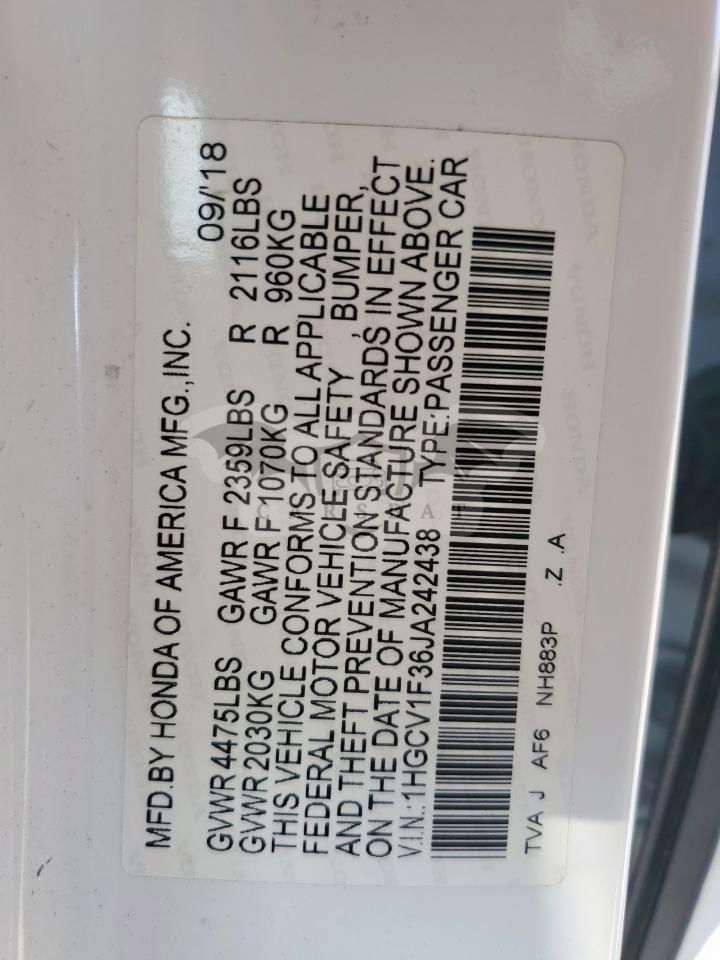 MFD.BY HONDA OF AMERICA MFG.,INC. 09/'18
GVWR 4475LBS GAWR F 2359LBS R 2116LBS
GVWR 2030KG GAWR F 1070KG R 960KG
THIS VEHICLE CONFORMS TO ALL APPLICABLE
FEDERAL MOTOR VEHICLE SAFETY , BUMPER,
AND THEFT PREVENTION STANDARDS IN EFFECT
ON THE DATE OF MANUFACTURE SHOWN ABOVE.
V.I.N.:1HGCV1F36JA242438 TYPE:PASSENGER CAR
TVA J AF6 NH883P .Z .A